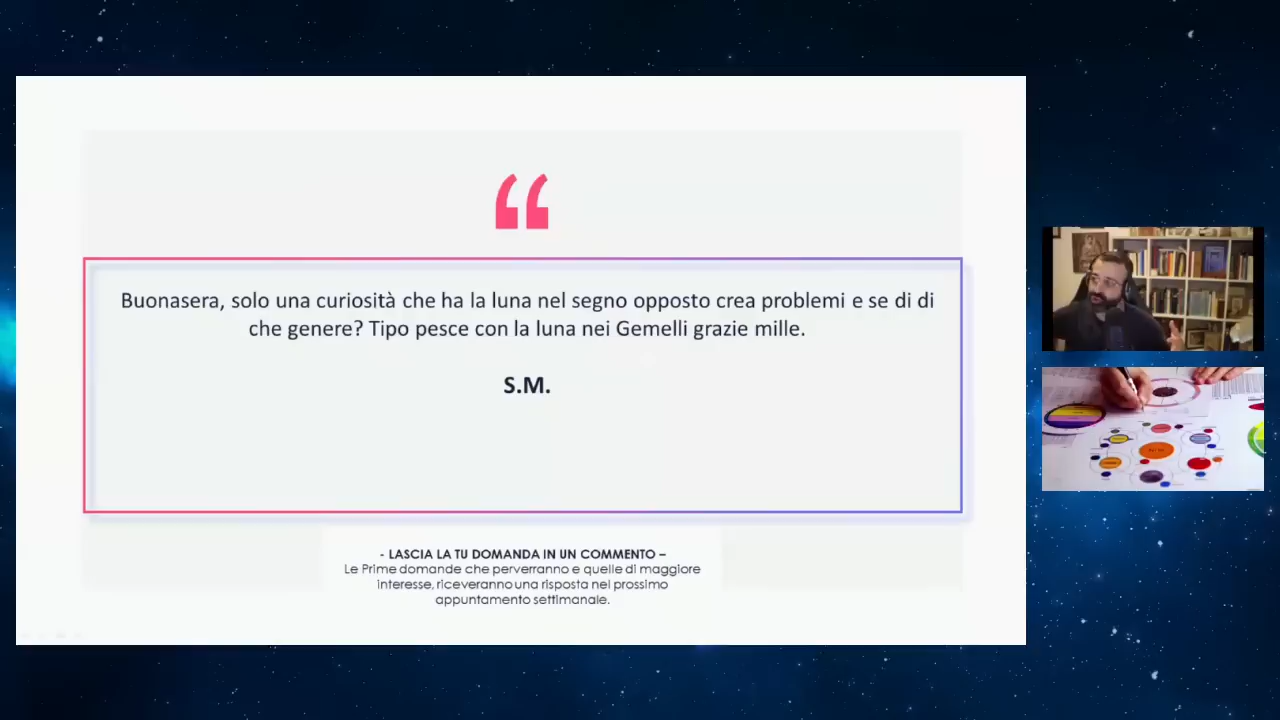 “
Buonasera, solo una curiosità che ha la luna nel segno opposto crea problemi e se di di
che genere? Tipo pesce con la luna nei Gemelli grazie mille.
S.M.
- LASCIA LA TU DOMANDA IN UN COMMENTO –
Le Prime domande che perverranno e quelle di maggiore
interesse, riceveranno una risposta nel prossimo
appuntamento settimanale.